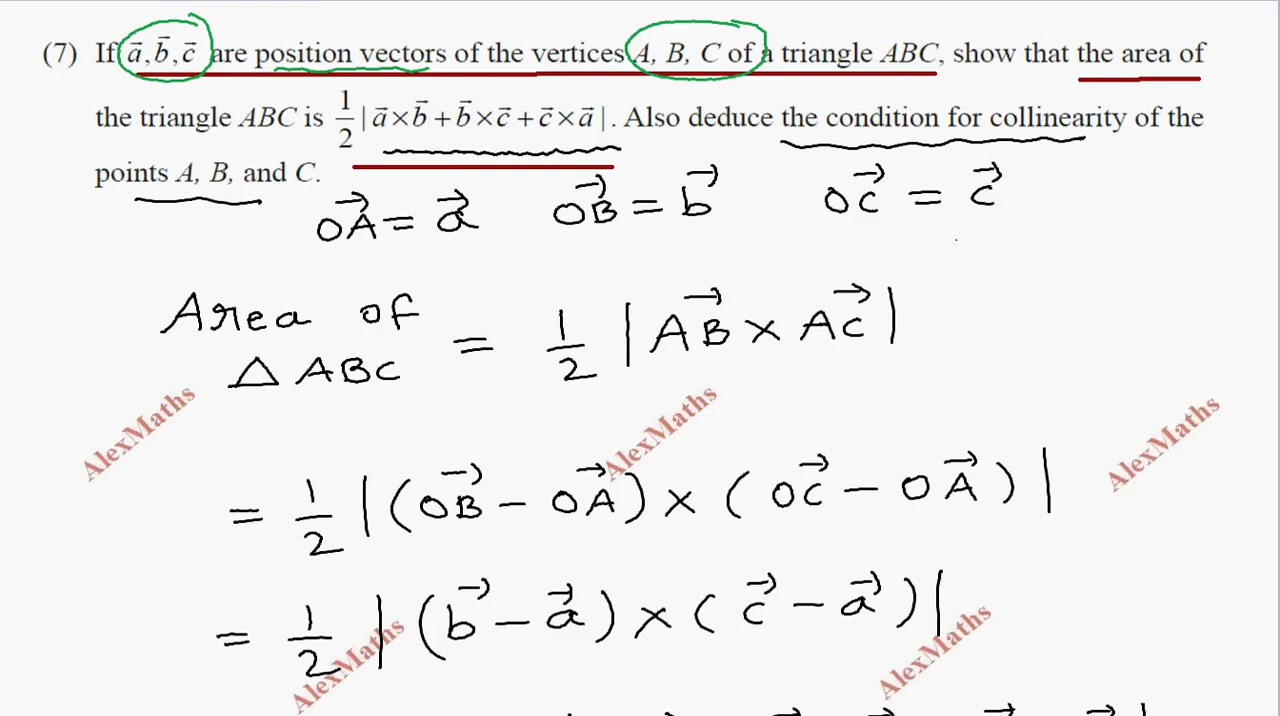 (7) If a⃗, b⃗, c⃗ are position vectors of the vertices A, B, C of a triangle ABC, show that the area of
the triangle ABC is 1/2 | a⃗ × b⃗ + b⃗ × c⃗ + c⃗ × a⃗ | . Also deduce the condition for collinearity of the
points A, B, and C.
OA⃗ = a⃗ OB⃗ = b⃗ OC⃗ = c⃗
Area of
△ ABC = 1/2 | AB⃗ × AC⃗ |
AlexMaths AlexMaths AlexMaths
= 1/2 | (OB⃗ − OA⃗) × (OC⃗ − OA⃗) |
= 1/2 | (b⃗ − a⃗) × (c⃗ − a⃗) |
AlexMaths AlexMaths